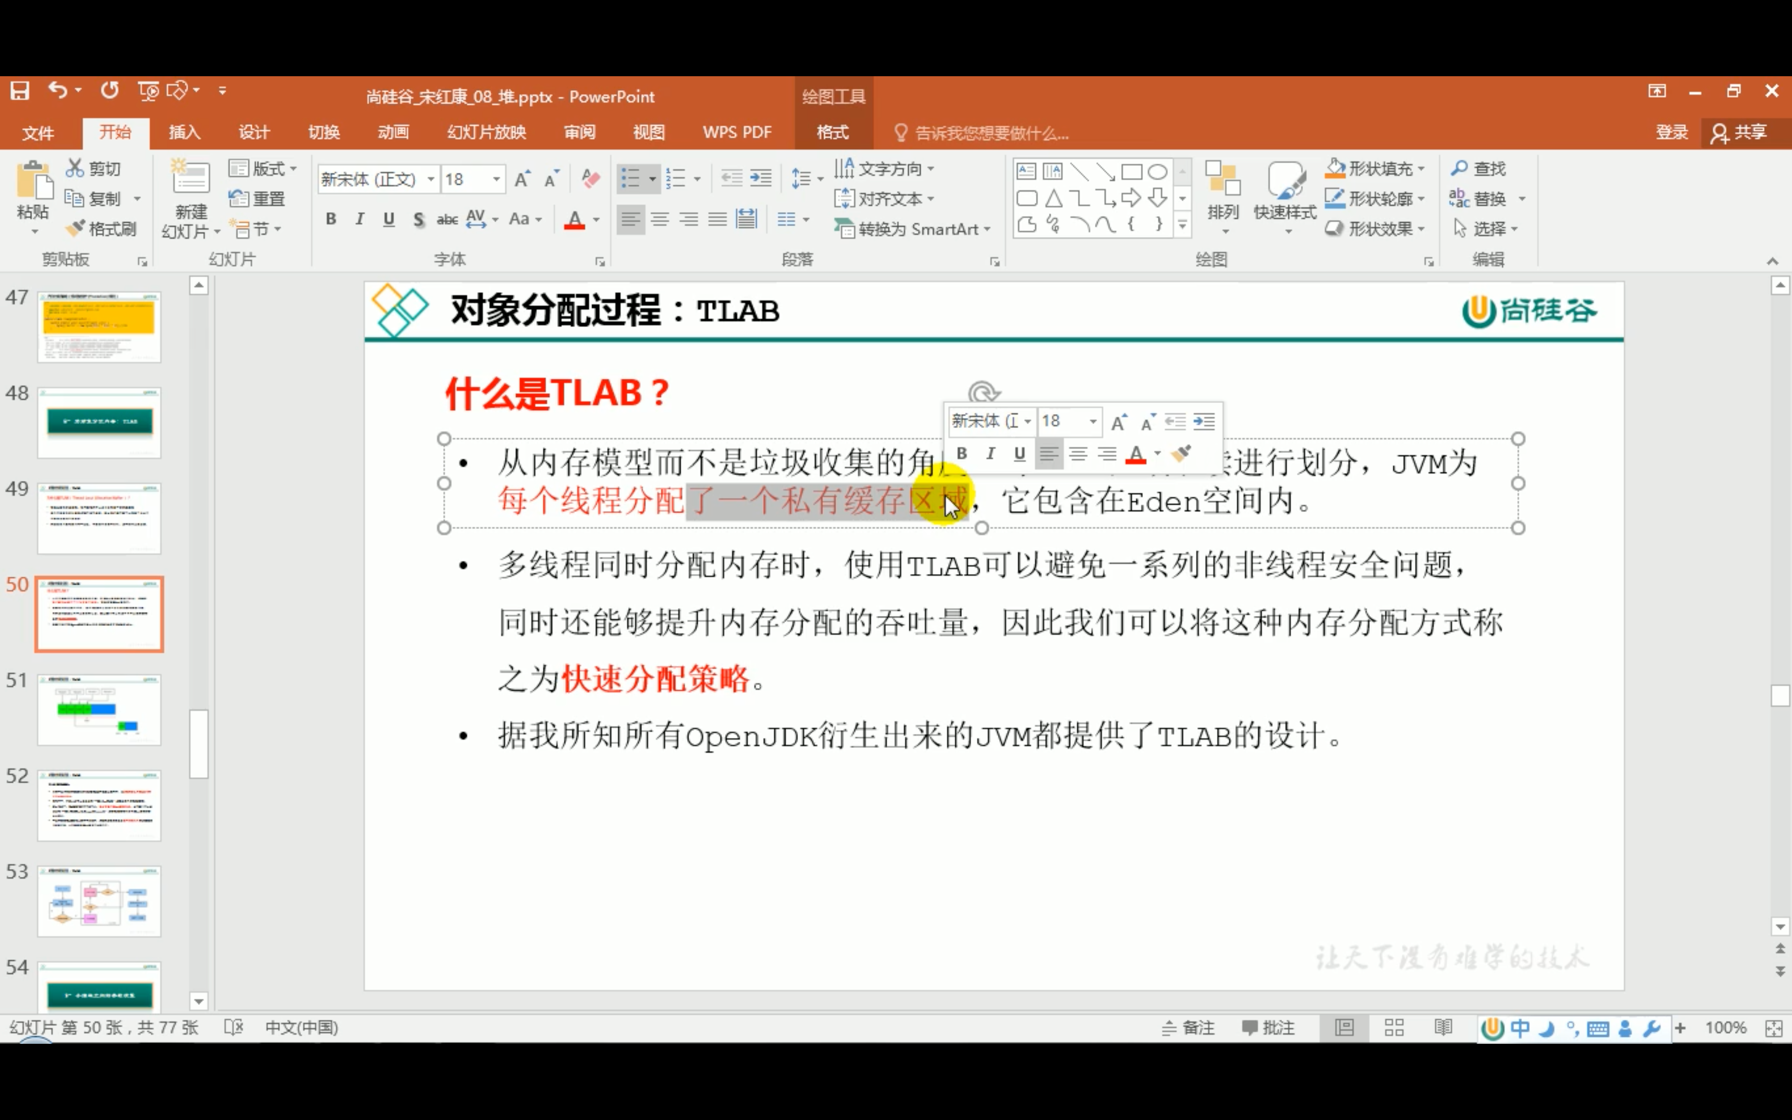 尚硅谷_宋红康_08_堆.pptx - PowerPoint
绘图工具
文件
开始
插入
设计
切换
动画
幻灯片放映
审阅
视图
WPS PDF
格式
告诉我您想要做什么...
登录
共享
粘贴
剪切
复制
格式刷
剪贴板
新建
幻灯片
版式
重置
节
幻灯片
新宋体 (正文)
18
B I U S abc AV Aa A
字体
文字方向
对齐文本
转换为 SmartArt
段落
排列
快速样式
形状填充
形状轮廓
形状效果
绘图
查找
替换
选择
编辑
47
48
49
50
51
52
53
54
对象分配过程：TLAB
尚硅谷
什么是TLAB？
新宋体 (正
18
B I U A
• 从内存模型而不是垃圾收集的角
续进行划分，JVM为
每个线程分配了一个私有缓存区域，它包含在Eden空间内。
• 多线程同时分配内存时，使用TLAB可以避免一系列的非线程安全问题，
同时还能够提升内存分配的吞吐量，因此我们可以将这种内存分配方式称
之为快速分配策略。
• 据我所知所有OpenJDK衍生出来的JVM都提供了TLAB的设计。
让天下没有难学的技术
幻灯片 第 50 张，共 77 张
中文(中国)
备注
批注
中
100%